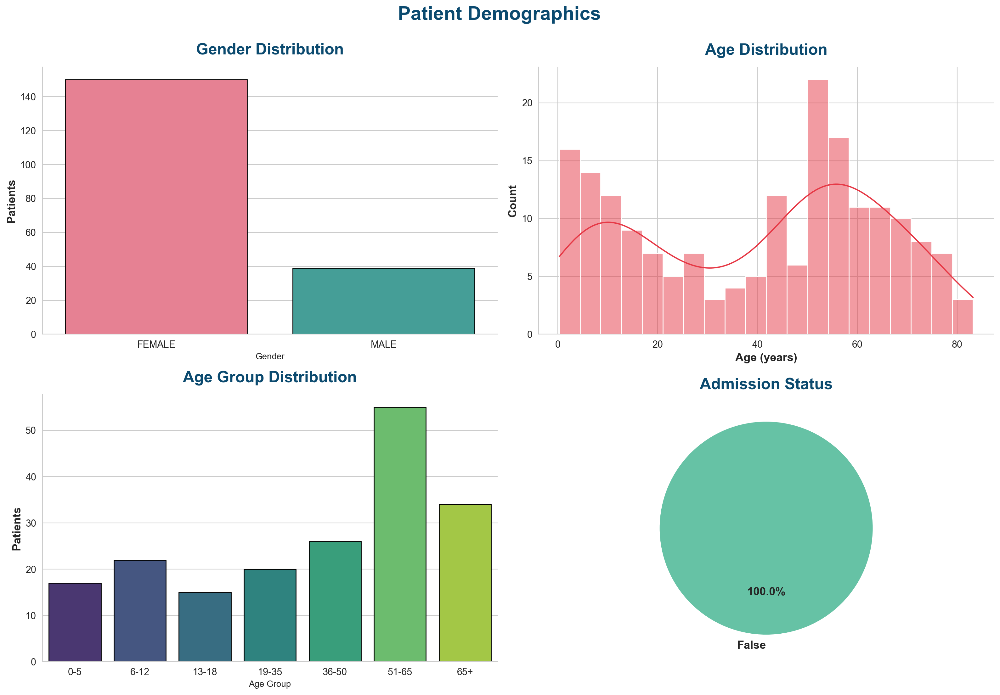 Patient Demographics
Gender Distribution
Patients
140
120
100
80
60
40
20
0
FEMALE MALE
Gender
Age Distribution
Count
20
15
10
5
0
0 20 40 60 80
Age (years)
Age Group Distribution
Patients
50
40
30
20
10
0
0-5 6-12 13-18 19-35 36-50 51-65 65+
Age Group
Admission Status
100.0%
False